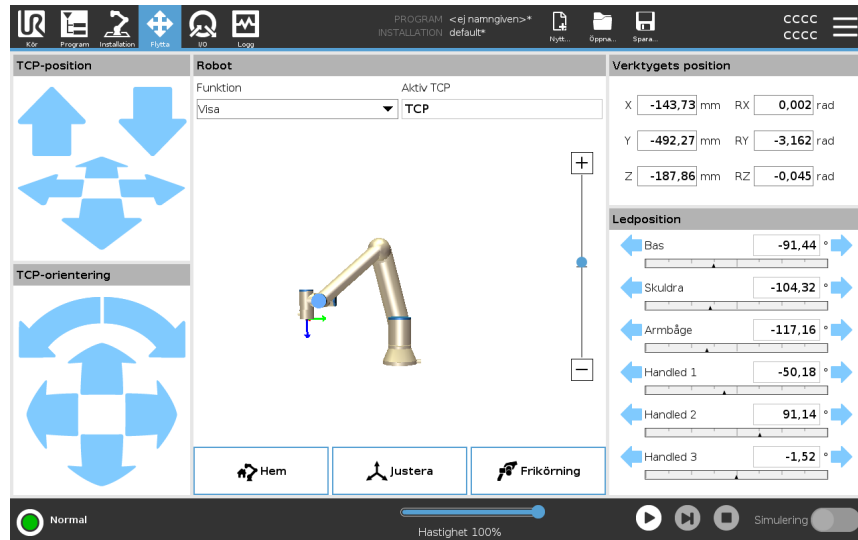 UR
Kör Program Installation Flytta I/O Logg
PROGRAM <ej namngiven>*
INSTALLATION default*
Nytt... Öppna... Spara...
cccc
cccc
TCP-position
Robot
Verktygets position
Funktion Aktiv TCP
Visa TCP
X -143,73 mm RX 0,002 rad
Y -492,27 mm RY -3,162 rad
Z -187,86 mm RZ -0,045 rad
Ledposition
Bas -91,44 °
TCP-orientering
Skuldra -104,32 °
Armbåge -117,16 °
Handled 1 -50,18 °
Handled 2 91,14 °
Handled 3 -1,52 °
Hem Justera Frikörning
Normal
Hastighet 100%
Simulering